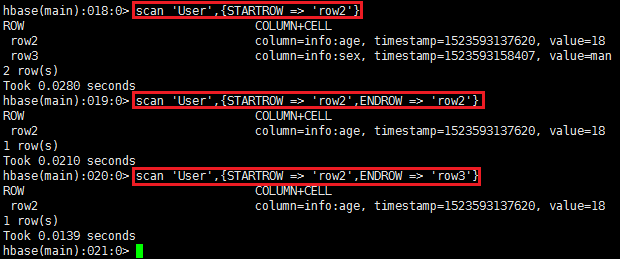 hbase(main):018:0> scan 'User',{STARTROW => 'row2'}
ROW COLUMN+CELL
row2 column=info:age, timestamp=1523593137620, value=18
row3 column=info:sex, timestamp=1523593158407, value=man
2 row(s)
Took 0.0280 seconds
hbase(main):019:0> scan 'User',{STARTROW => 'row2',ENDROW => 'row2'}
ROW COLUMN+CELL
row2 column=info:age, timestamp=1523593137620, value=18
1 row(s)
Took 0.0210 seconds
hbase(main):020:0> scan 'User',{STARTROW => 'row2',ENDROW => 'row3'}
ROW COLUMN+CELL
row2 column=info:age, timestamp=1523593137620, value=18
1 row(s)
Took 0.0139 seconds
hbase(main):021:0>